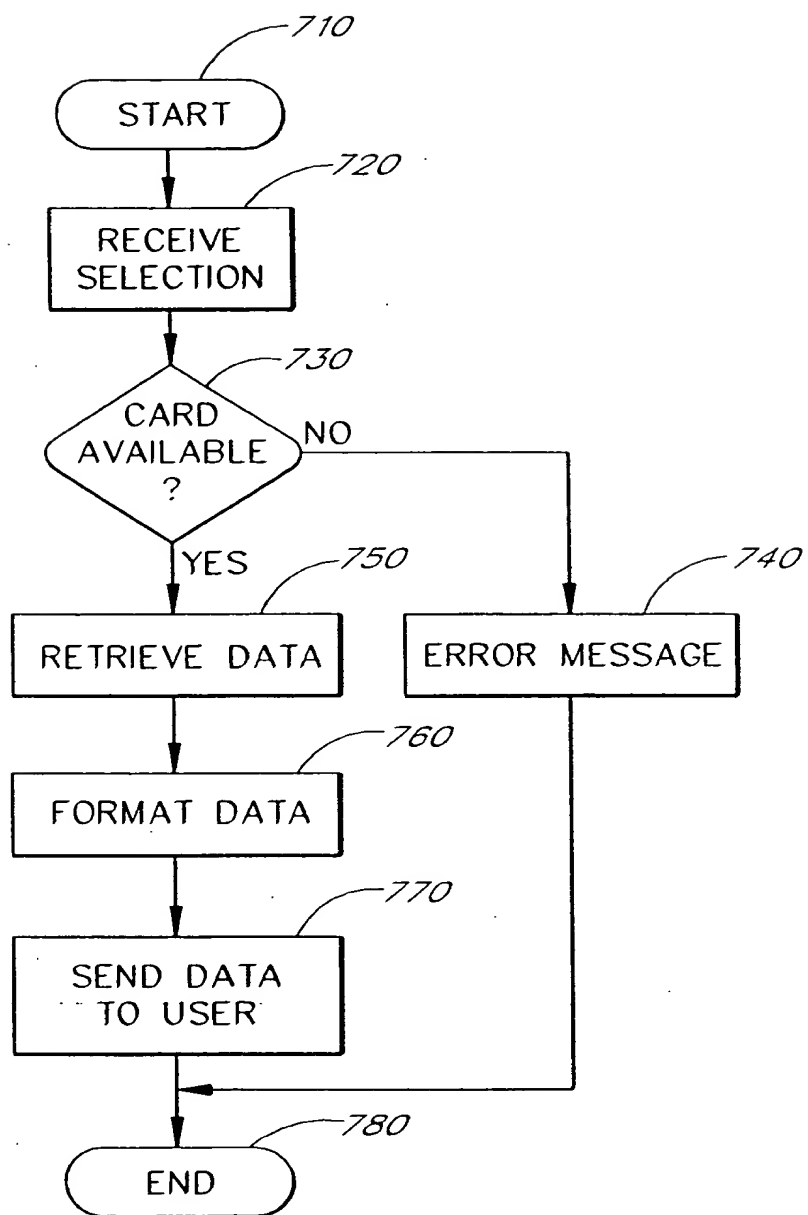 710
START
720
RECEIVE
SELECTION
730
CARD
AVAILABLE
?
NO
YES
750
RETRIEVE DATA
740
ERROR MESSAGE
760
FORMAT DATA
770
SEND DATA
TO USER
780
END